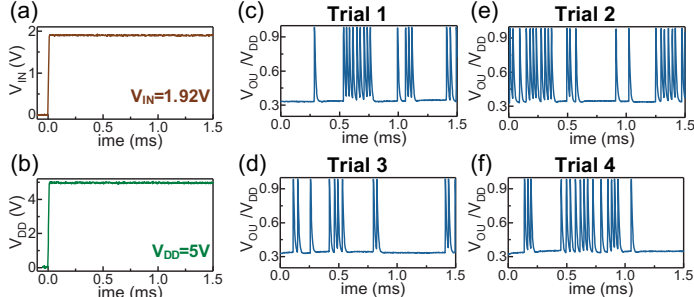 (a)
V_IN (V)
2
1
0
V_IN=1.92V
0.0 0.5 1.0 1.5
ime (ms)
(b)
V_DD (V)
4
2
0
V_DD=5V
0.0 0.5 1.0 1.5
ime (ms)
(c) Trial 1
V_OU /V_DD
0.9
0.6
0.3
0.0 0.5 1.0 1.5
ime (ms)
(e) Trial 2
V_OU /V_DD
0.9
0.6
0.3
0.0 0.5 1.0 1.5
ime (ms)
(d) Trial 3
V_OU /V_DD
0.9
0.6
0.3
0.0 0.5 1.0 1.5
ime (ms)
(f) Trial 4
V_OU /V_DD
0.9
0.6
0.3
0.0 0.5 1.0 1.5
ime (ms)